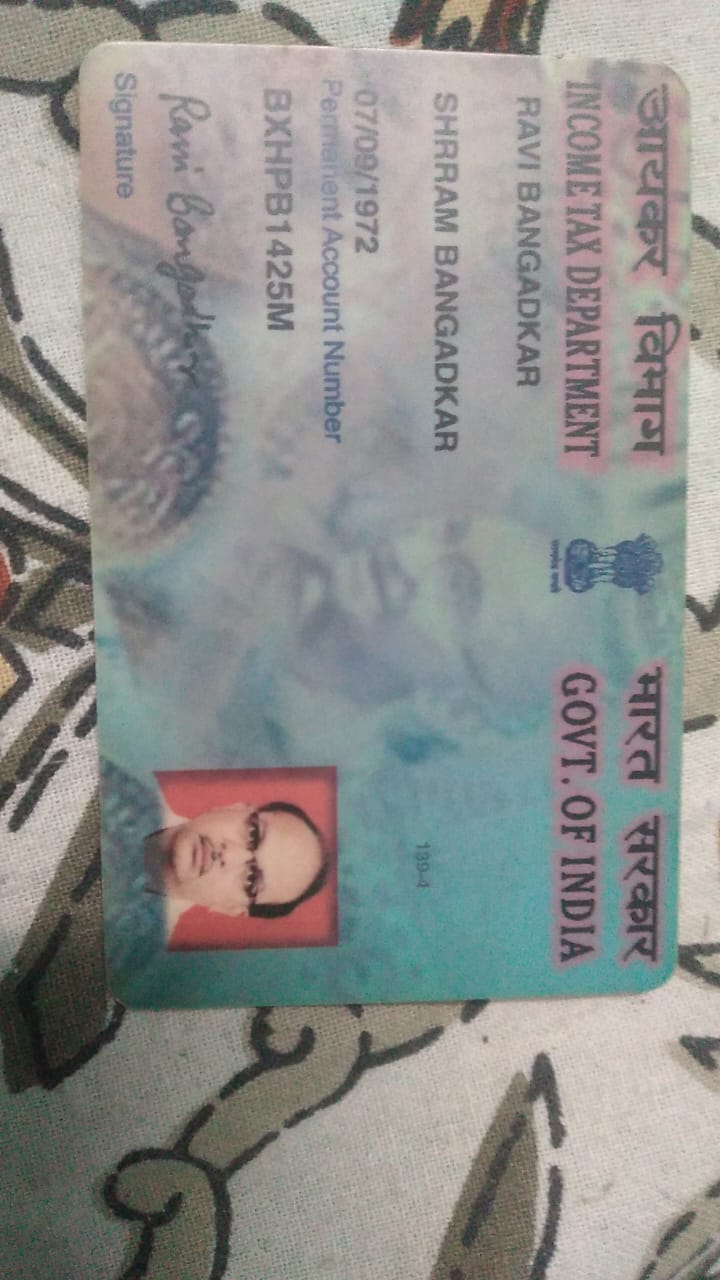 आयकर विभाग
INCOME TAX DEPARTMENT
भारत सरकार
GOVT. OF INDIA
RAVI BANGADKAR
SHRRAM BANGADKAR
07/09/1972
Permanent Account Number
BXHPB1425M
139-4
Ravi Bangadkar
Signature